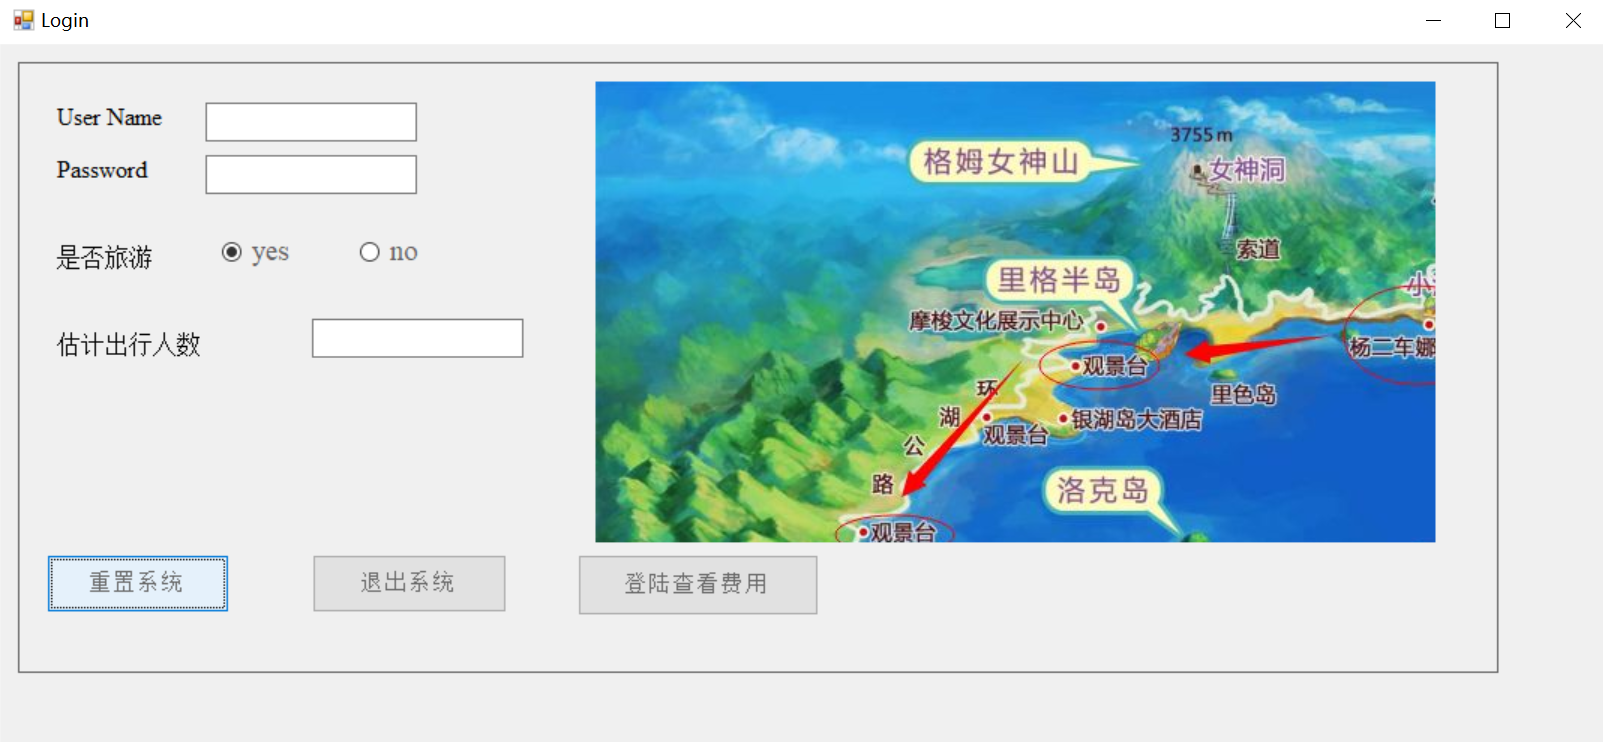 Login
User Name
Password
是否旅游
yes
no
估计出行人数
3755m
格姆女神山
女神洞
索道
里格半岛
摩梭文化展示中心
观景台
杨二车娜
里色岛
环
湖
公
路
银湖岛大酒店
观景台
洛克岛
观景台
重置系统
退出系统
登陆查看费用